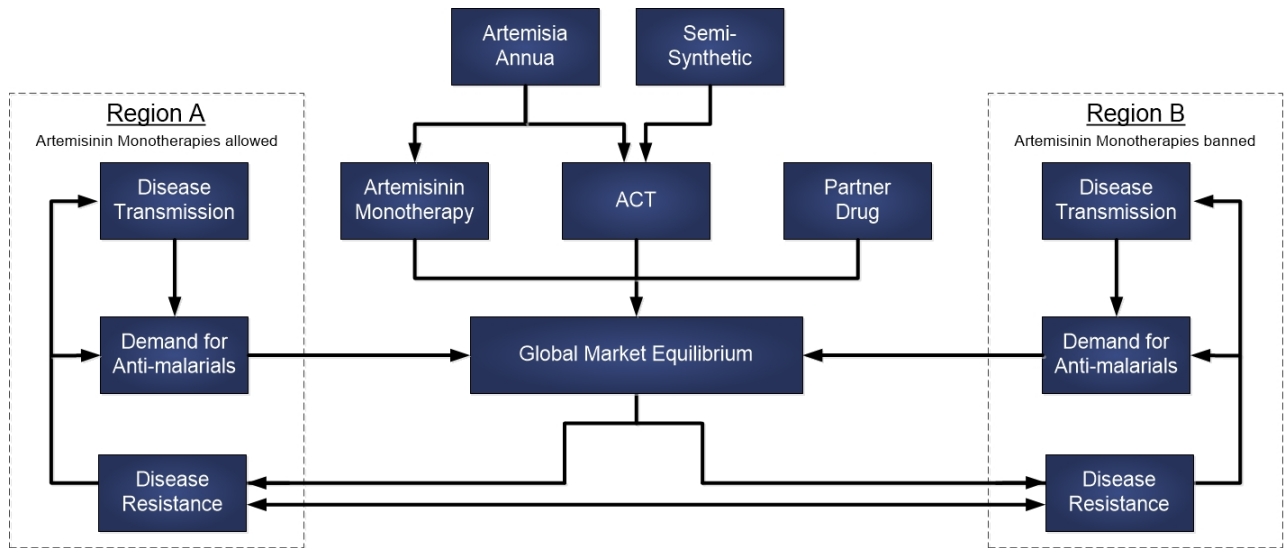 Artemisia
Annua
Semi-
Synthetic
Region A
Artemisinin Monotherapies allowed
Region B
Artemisinin Monotherapies banned
Disease
Transmission
Artemisinin
Monotherapy
ACT
Partner
Drug
Disease
Transmission
Demand for
Anti-malarials
Global Market Equilibrium
Demand for
Anti-malarials
Disease
Resistance
Disease
Resistance